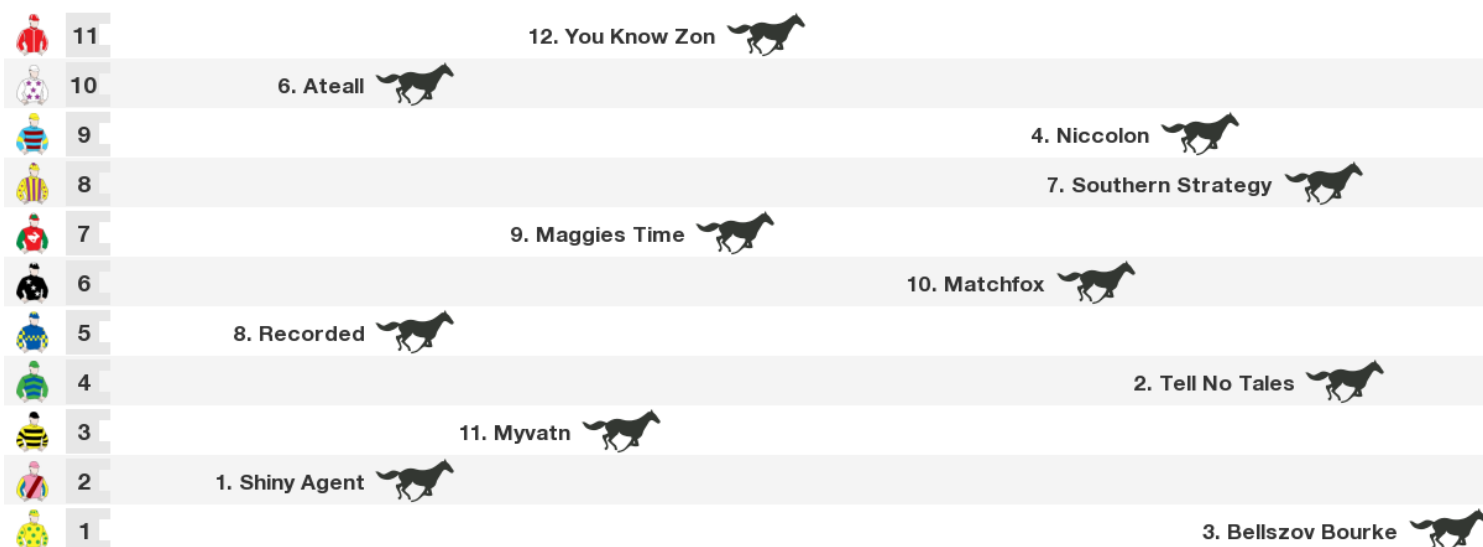 11 12. You Know Zon
10 6. Ateall
9 4. Niccolon
8 7. Southern Strategy
7 9. Maggies Time
6 10. Matchfox
5 8. Recorded
4 2. Tell No Tales
3 11. Myvatn
2 1. Shiny Agent
1 3. Bellszov Bourke